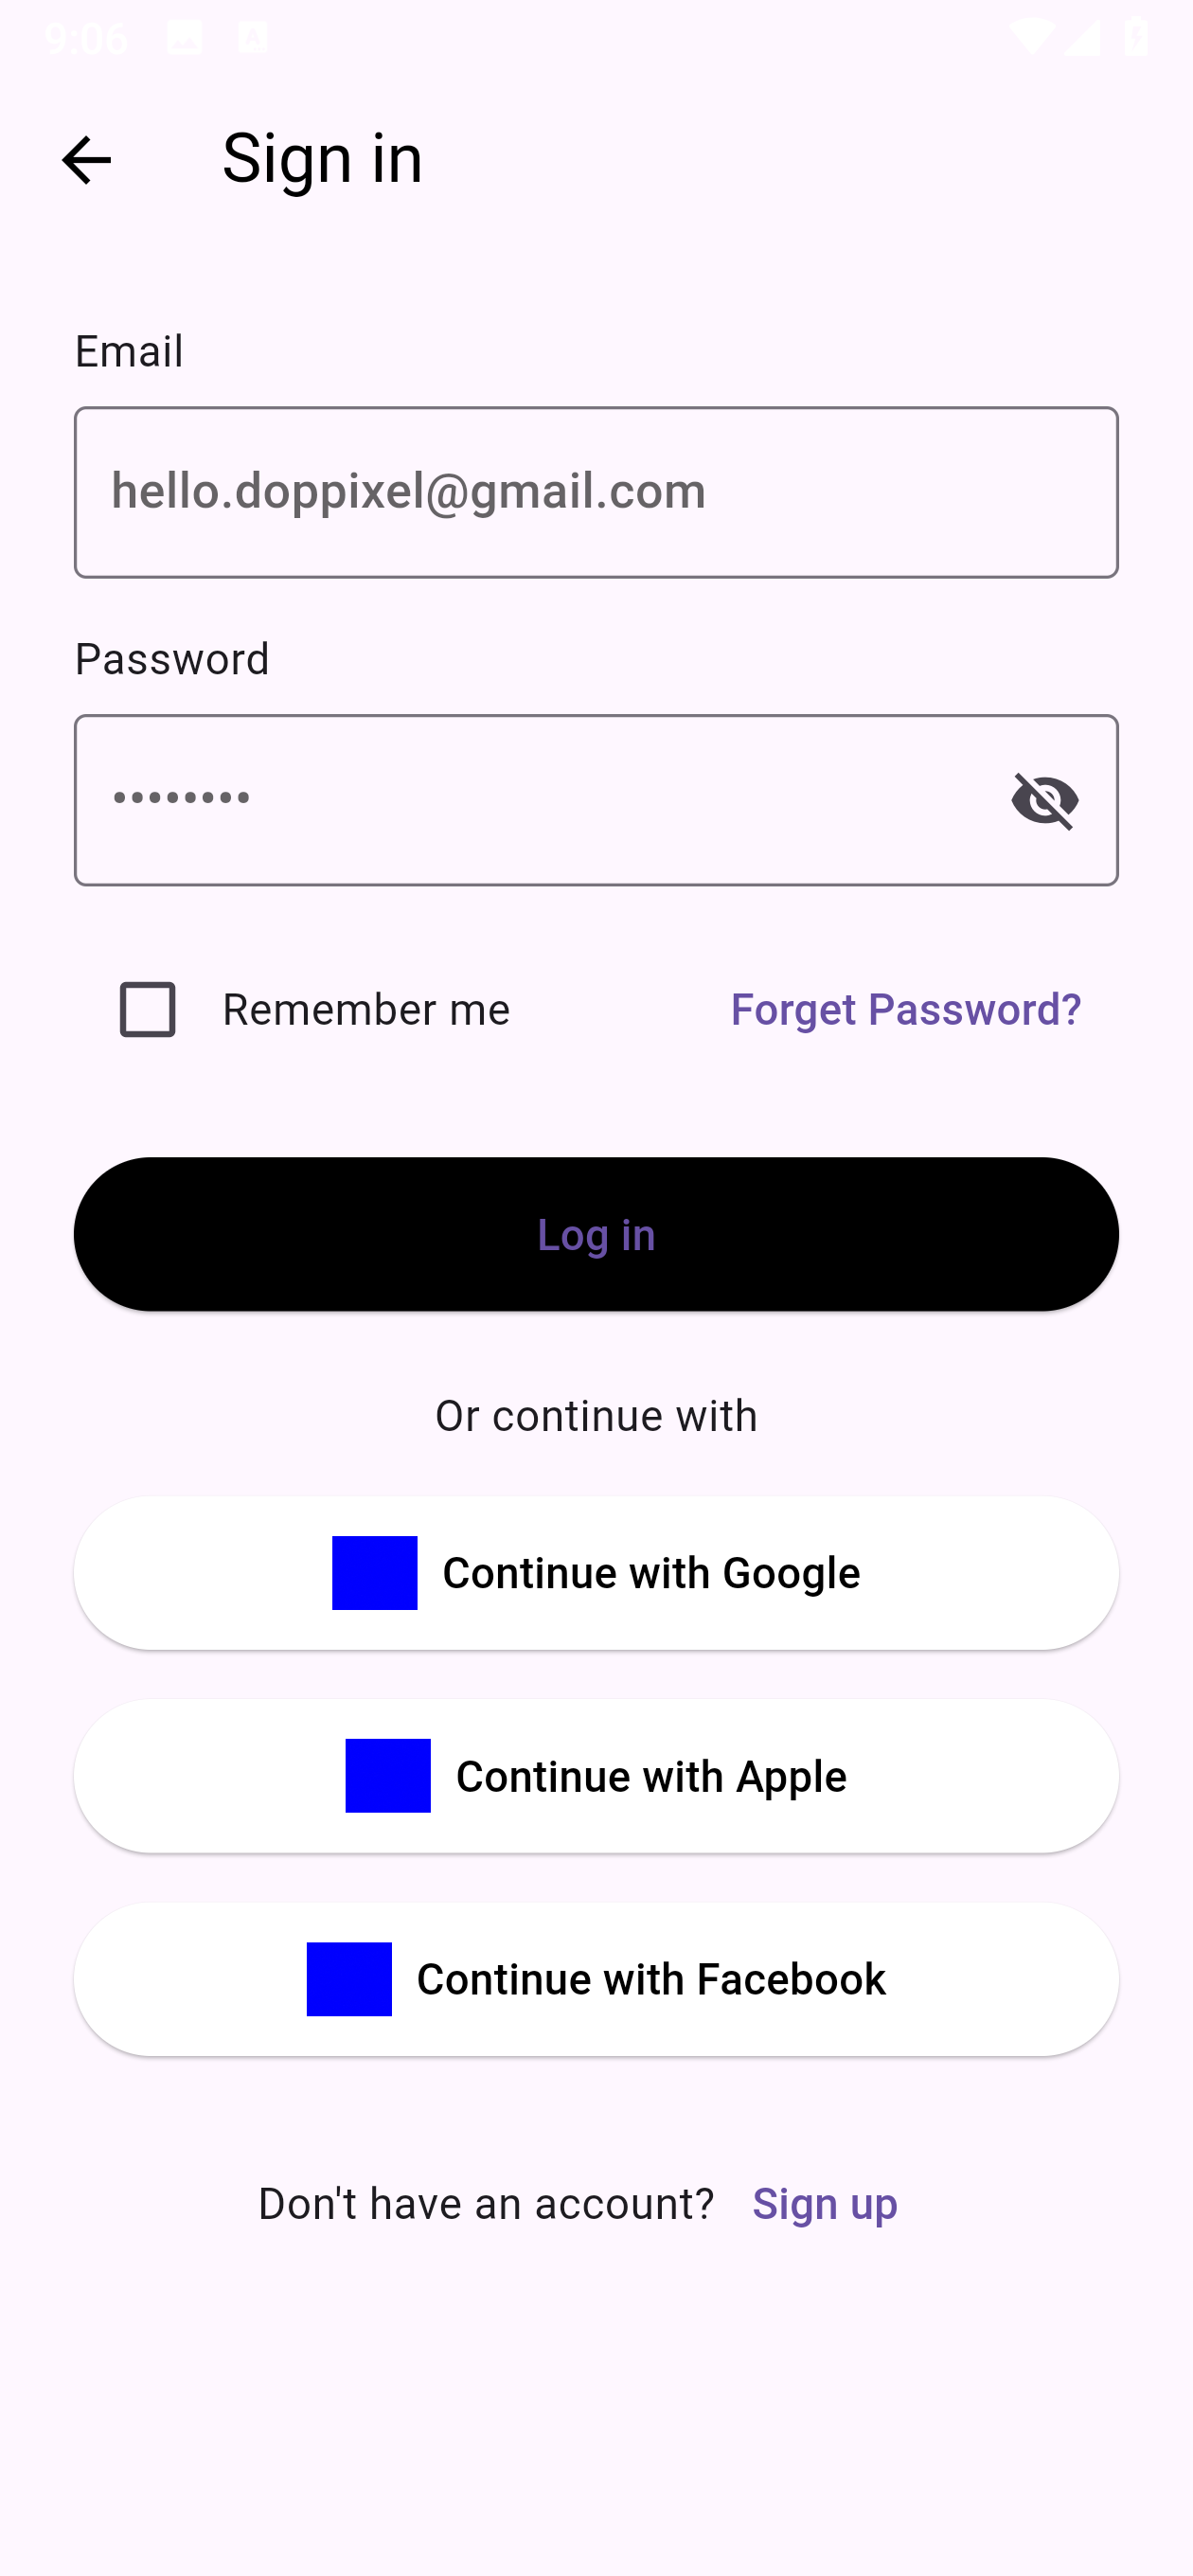 9:06
Sign in
Email
hello.doppixel@gmail.com
Password
••••••••
Remember me
Forget Password?
Log in
Or continue with
Continue with Google
Continue with Apple
Continue with Facebook
Don't have an account? Sign up